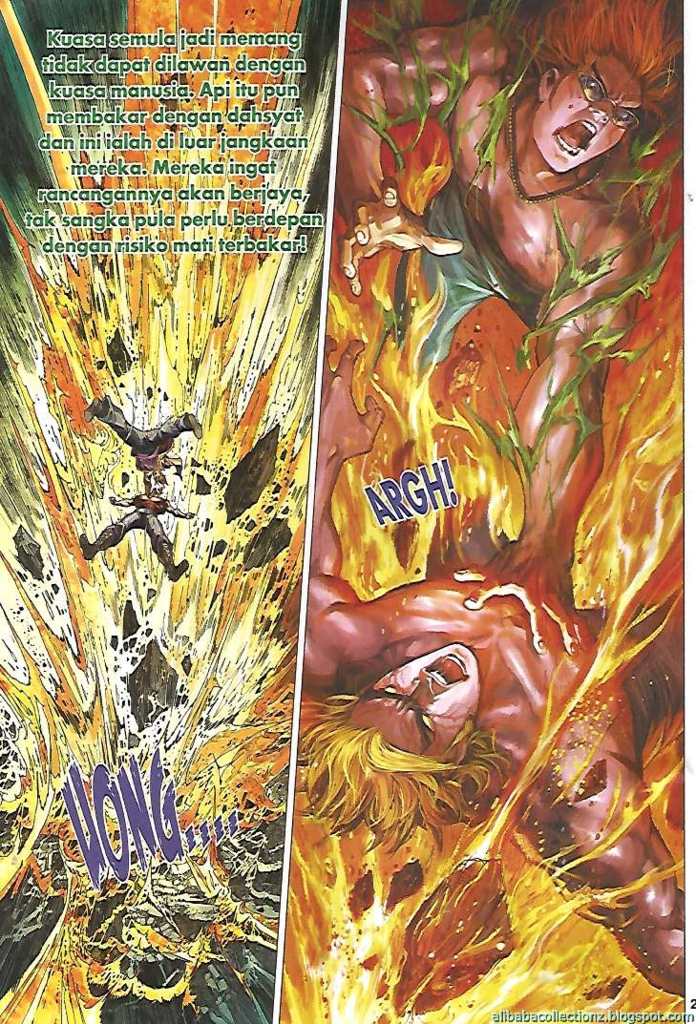 Kuasa semula jadi memang
tidak dapat dilawan dengan
kuasa manusia. Api itu pun
membakar dengan dahsyat
dan ini ialah di luar jangkaan
mereka. Mereka ingat
rancangannya akan berjaya,
tak sangka pula perlu berdepan
dengan risiko mati terbakar!
UONG....
ARGH!
2
alibabacollectionz.blogspot.com